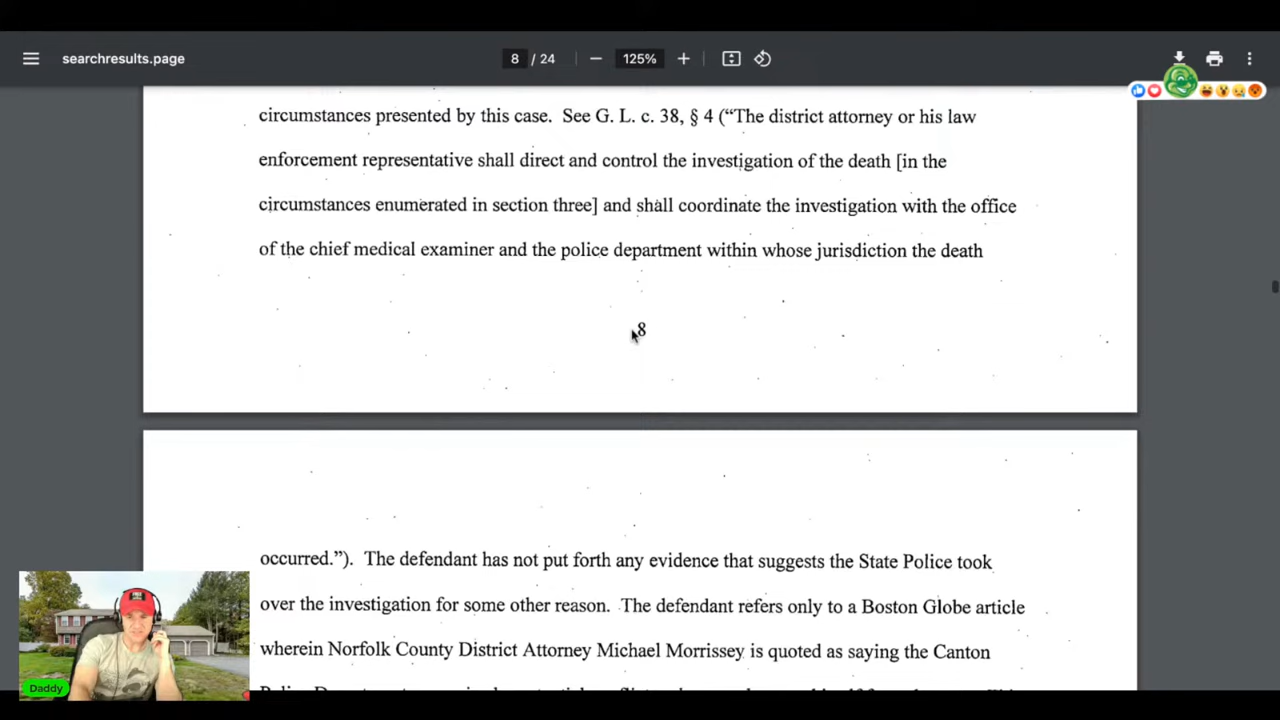 searchresults.page
8 / 24
125%
circumstances presented by this case. See G. L. c. 38, § 4 (“The district attorney or his law
enforcement representative shall direct and control the investigation of the death [in the
circumstances enumerated in section three] and shall coordinate the investigation with the office
of the chief medical examiner and the police department within whose jurisdiction the death
8
occurred.”). The defendant has not put forth any evidence that suggests the State Police took
over the investigation for some other reason. The defendant refers only to a Boston Globe article
wherein Norfolk County District Attorney Michael Morrissey is quoted as saying the Canton
Daddy